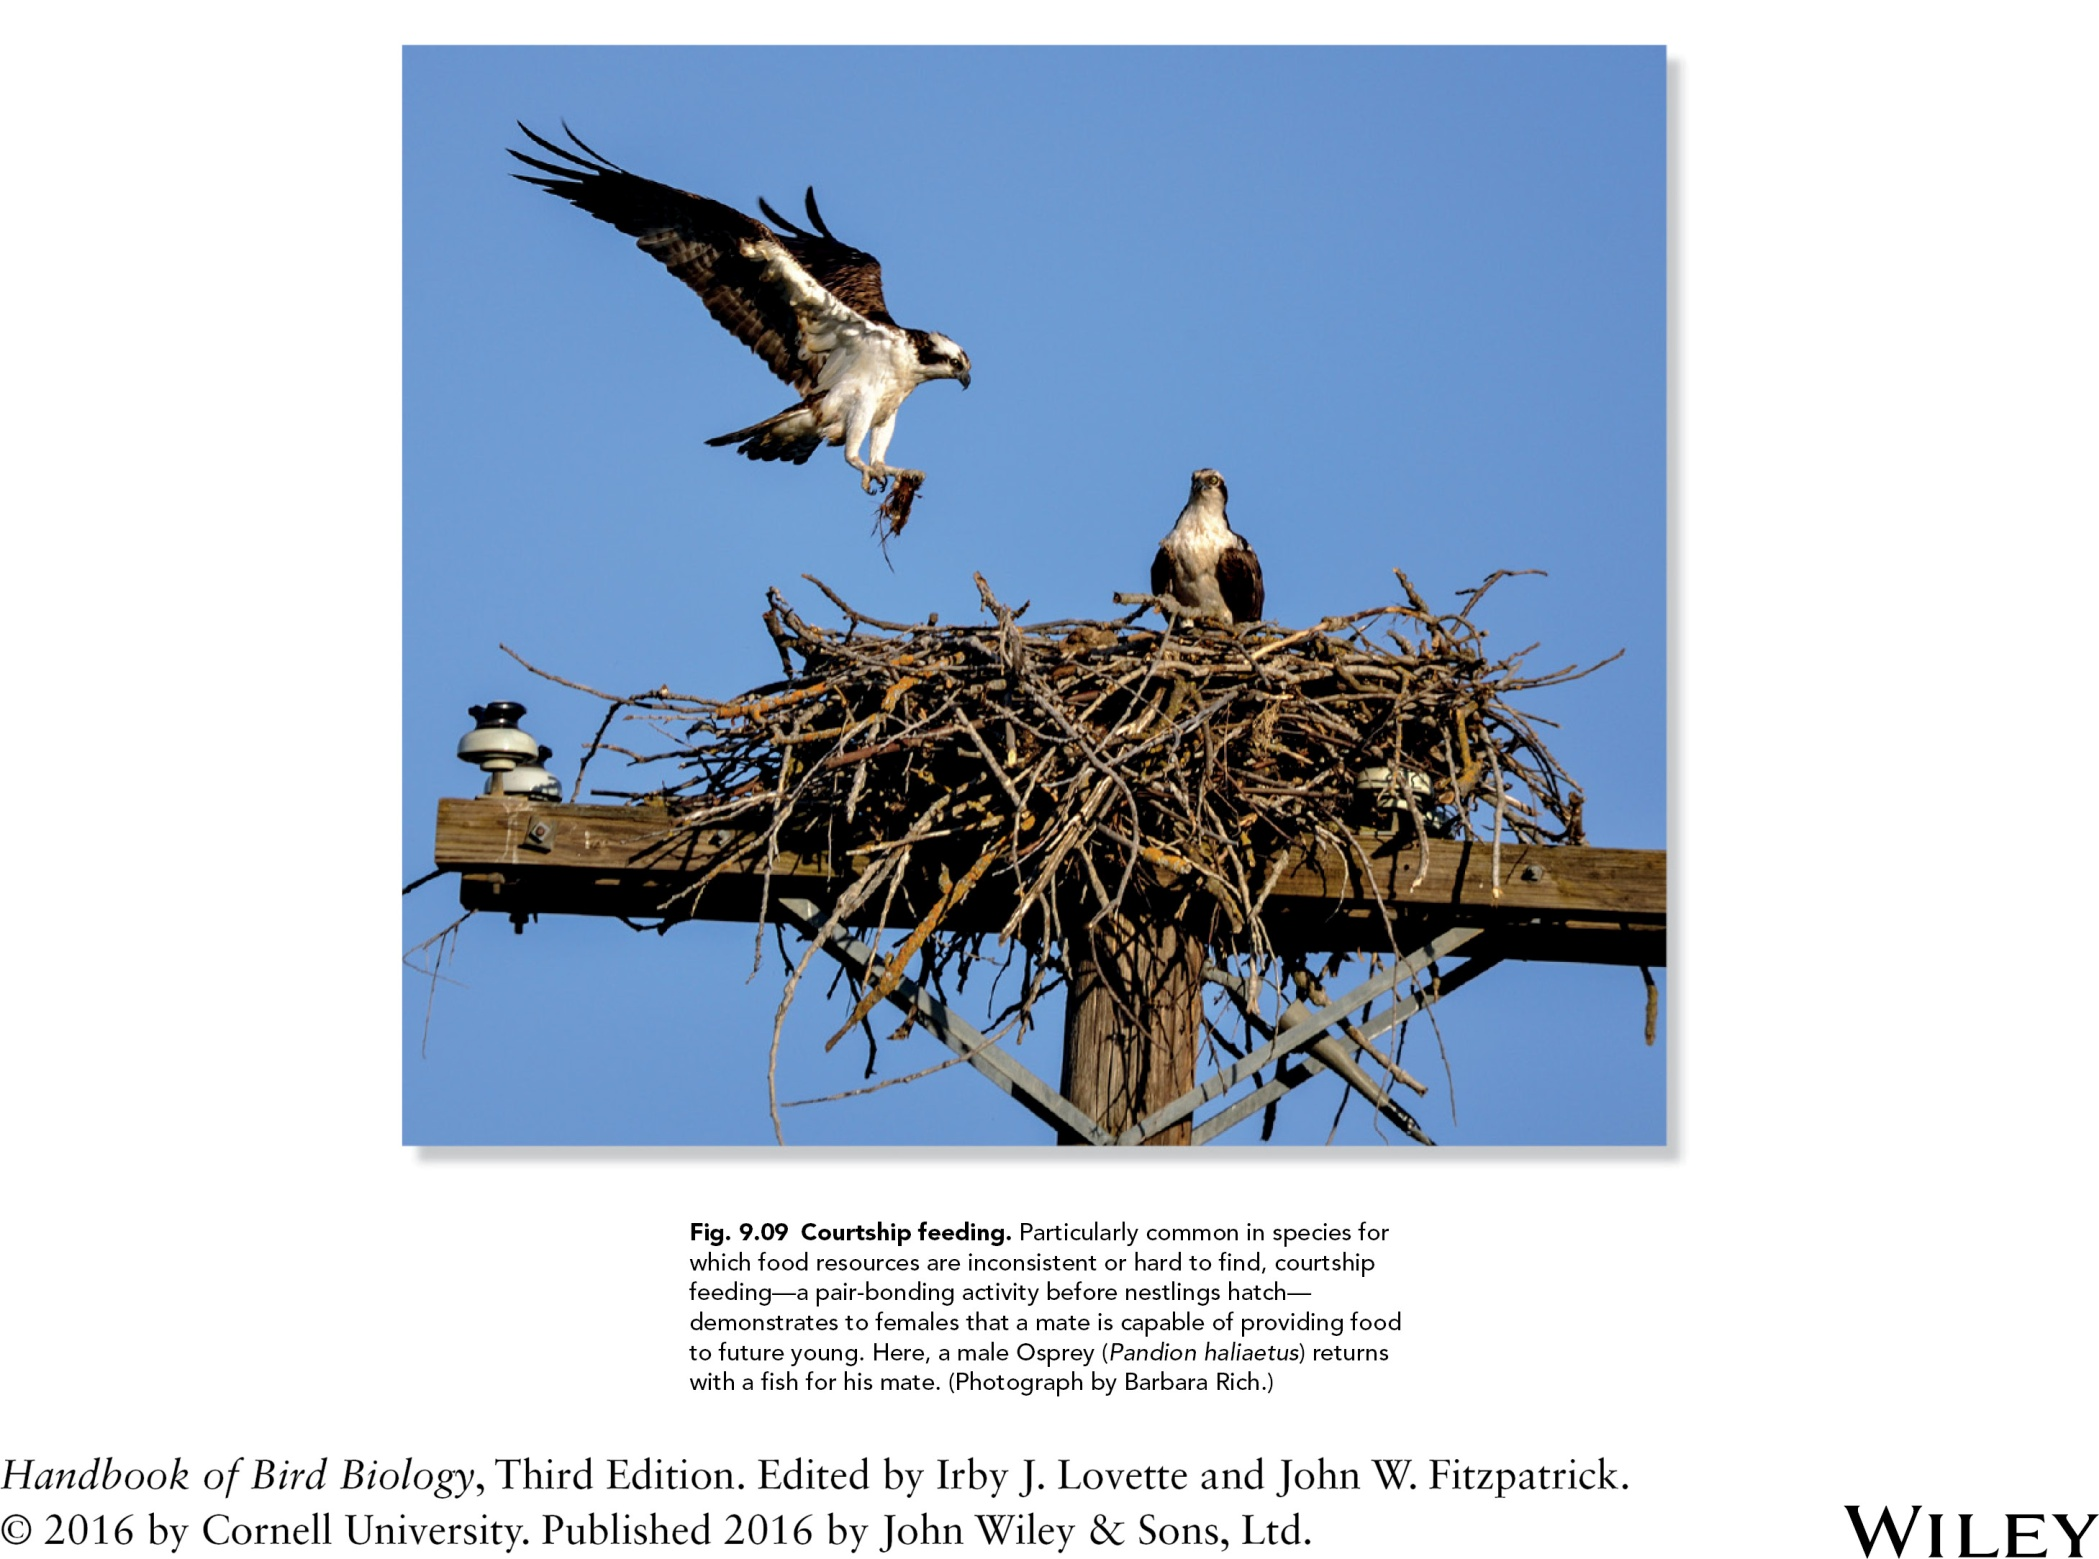 Fig. 9.09 Courtship feeding. Particularly common in species for
which food resources are inconsistent or hard to find, courtship
feeding—a pair-bonding activity before nestlings hatch—
demonstrates to females that a mate is capable of providing food
to future young. Here, a male Osprey (Pandion haliaetus) returns
with a fish for his mate. (Photograph by Barbara Rich.)
Handbook of Bird Biology, Third Edition. Edited by Irby J. Lovette and John W. Fitzpatrick.
© 2016 by Cornell University. Published 2016 by John Wiley & Sons, Ltd.
WILEY